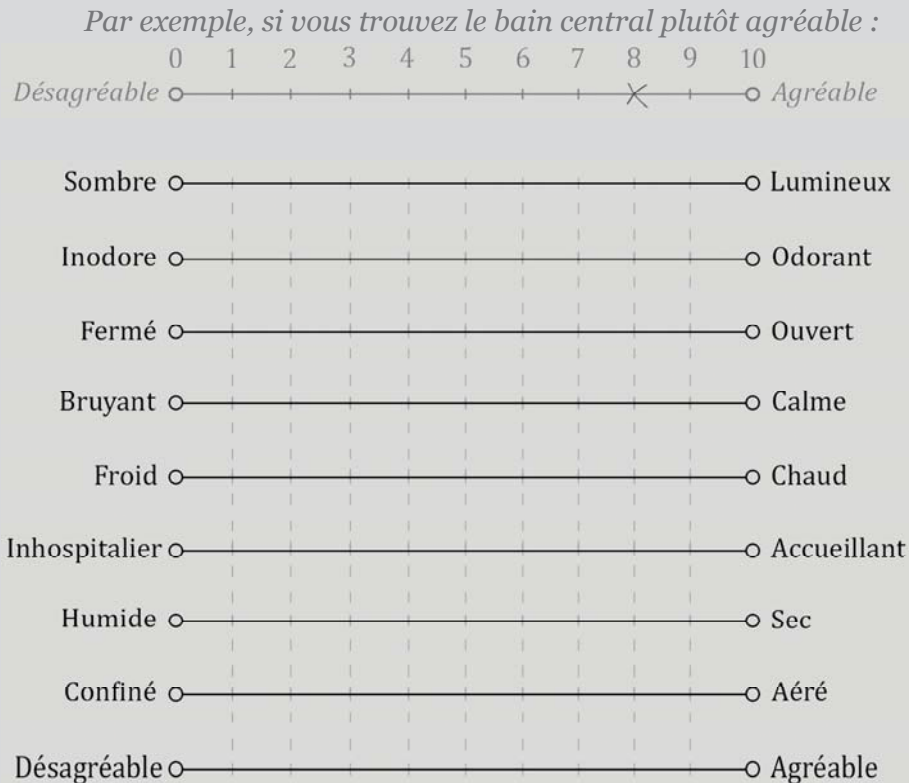 Par exemple, si vous trouvez le bain central plutôt agréable :
0 1 2 3 4 5 6 7 8 9 10
Désagréable Agréable
Sombre Lumineux
Inodore Odorant
Fermé Ouvert
Bruyant Calme
Froid Chaud
Inhospitalier Accueillant
Humide Sec
Confiné Aéré
Désagréable Agréable